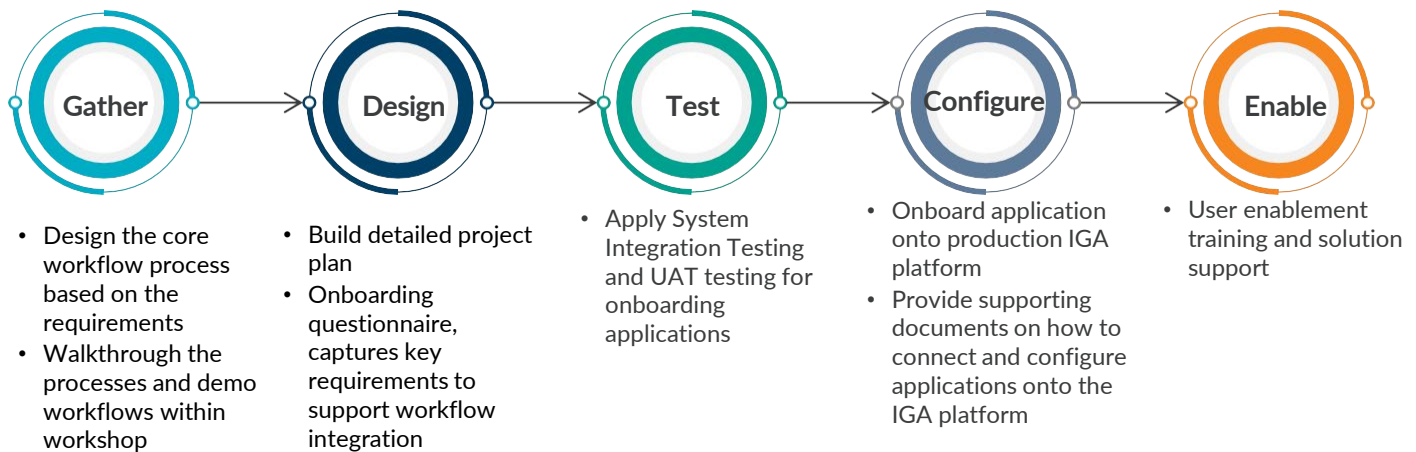 Gather
Design
Test
Configure
Enable
• Design the core
workflow process
based on the
requirements
• Walkthrough the
processes and demo
workflows within
workshop
• Build detailed project
plan
• Onboarding
questionnaire,
captures key
requirements to
support workflow
integration
• Apply System
Integration Testing
and UAT testing for
onboarding
applications
• Onboard application
onto production IGA
platform
• Provide supporting
documents on how to
connect and configure
applications onto the
IGA platform
• User enablement
training and solution
support